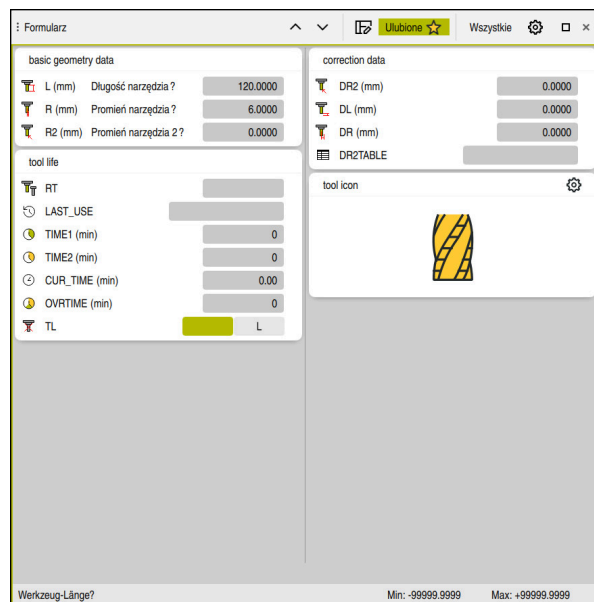 Formularz
Ulubione
Wszystkie
basic geometry data
L (mm) Długość narzędzia? 120.0000
R (mm) Promień narzędzia? 6.0000
R2 (mm) Promień narzędzia 2? 0.0000
tool life
RT
LAST_USE
TIME1 (min) 0
TIME2 (min) 0
CUR_TIME (min) 0.00
OVRTIME (min) 0
TL L
correction data
DR2 (mm) 0.0000
DL (mm) 0.0000
DR (mm) 0.0000
DR2TABLE
tool icon
Werkzeug-Länge? Min: -99999.9999 Max: +99999.9999